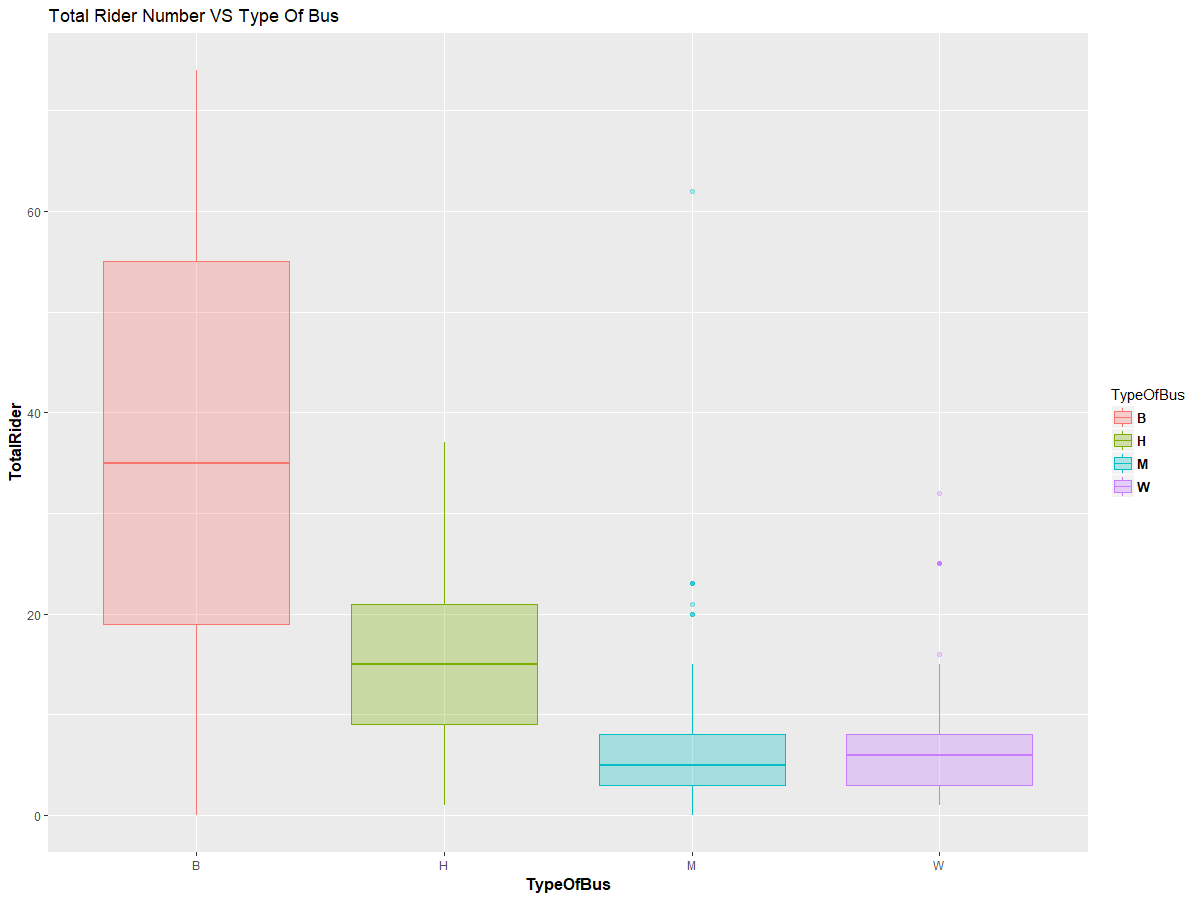 Total Rider Number VS Type Of Bus
TotalRider
60
40
20
0
B
H
M
W
TypeOfBus
TypeOfBus
B
H
M
W